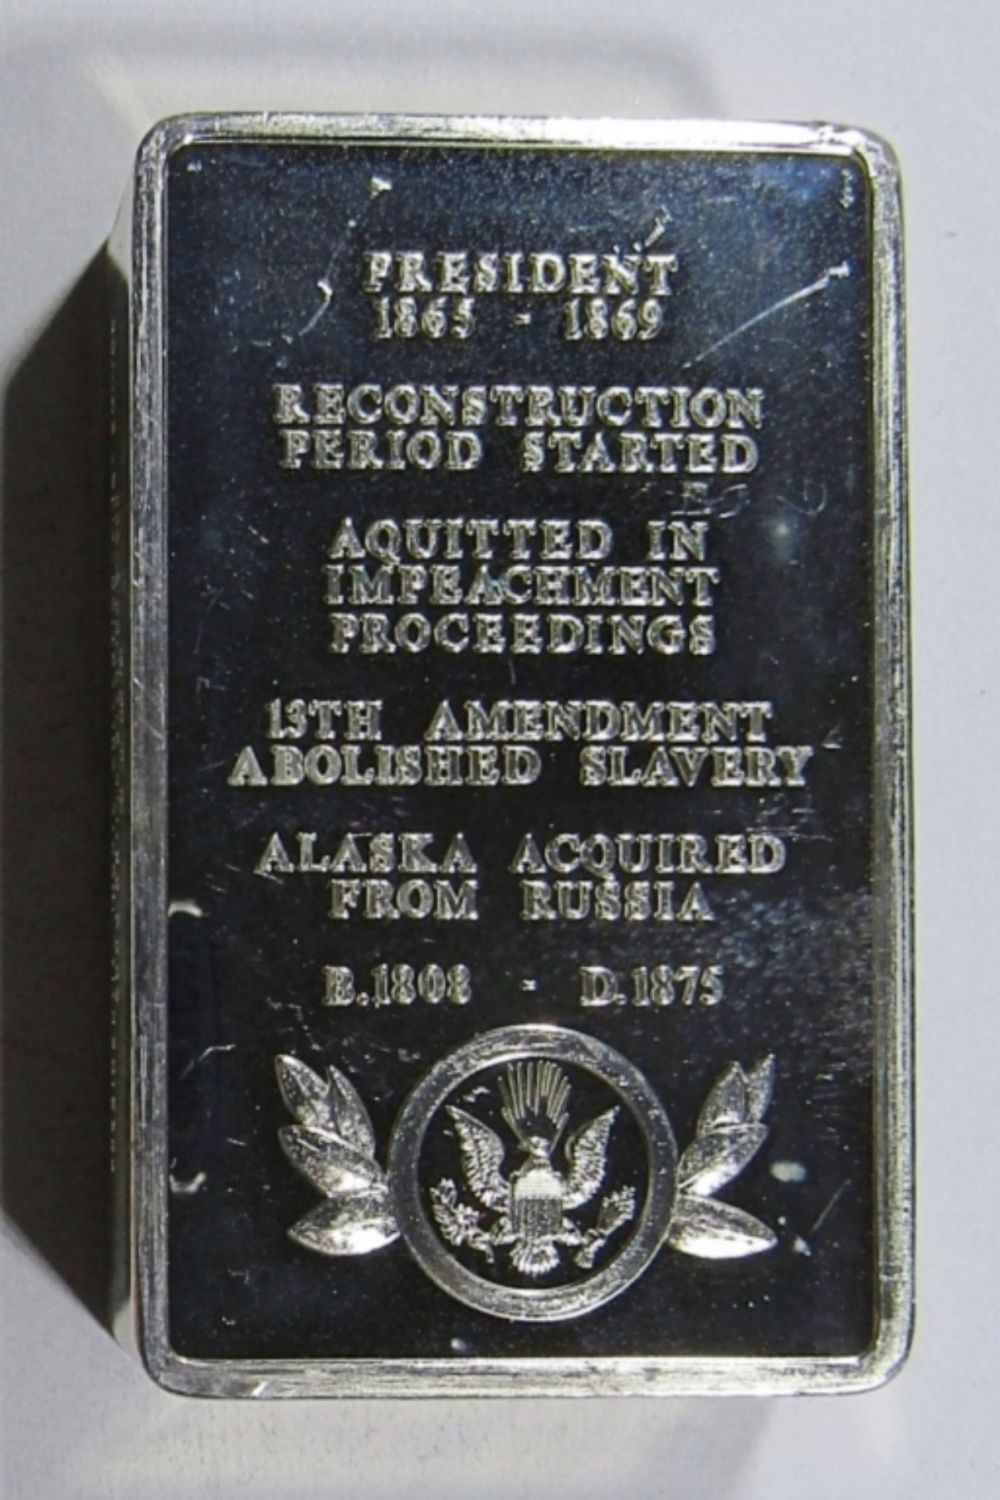 PRESIDENT
1865 - 1869
RECONSTRUCTION
PERIOD STARTED
AQUITTED IN
IMPEACHMENT
PROCEEDINGS
13TH AMENDMENT
ABOLISHED SLAVERY
ALASKA ACQUIRED
FROM RUSSIA
B.1808 - D.1875